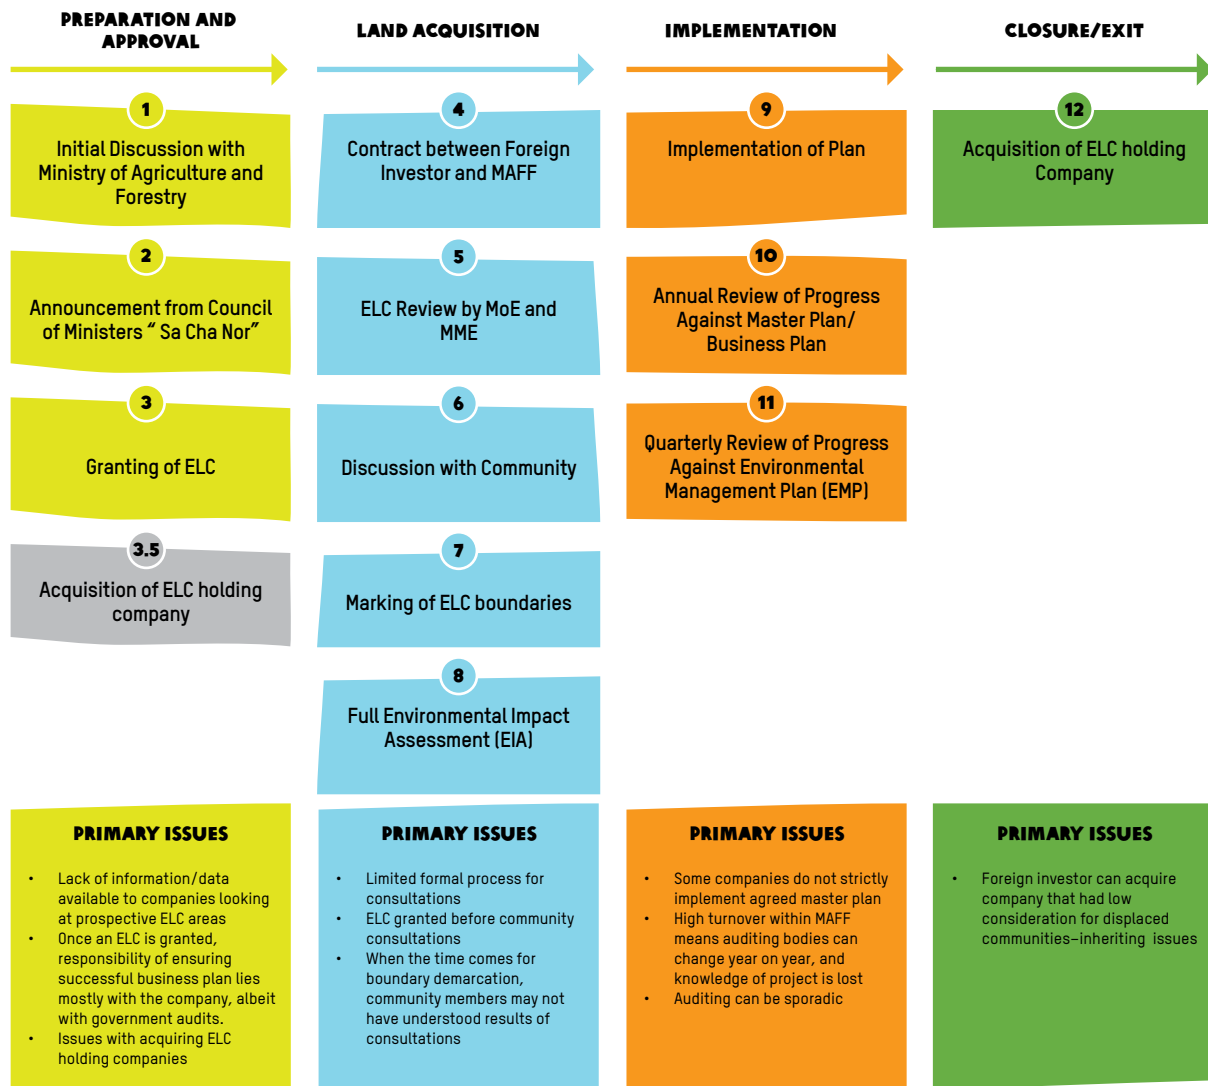 PREPARATION AND
APPROVAL
1
Initial Discussion with
Ministry of Agriculture and
Forestry
2
Announcement from Council
of Ministers “ Sa Cha Nor”
3
Granting of ELC
3.5
Acquisition of ELC holding
company
PRIMARY ISSUES
• Lack of information/data
available to companies looking
at prospective ELC areas
• Once an ELC is granted,
responsibility of ensuring
successful business plan lies
mostly with the company, albeit
with government audits.
• Issues with acquiring ELC
holding companies
LAND ACQUISITION
4
Contract between Foreign
Investor and MAFF
5
ELC Review by MoE and
MME
6
Discussion with Community
7
Marking of ELC boundaries
8
Full Environmental Impact
Assessment (EIA)
PRIMARY ISSUES
• Limited formal process for
consultations
• ELC granted before community
consultations
• When the time comes for
boundary demarcation,
community members may not
have understood results of
consultations
IMPLEMENTATION
9
Implementation of Plan
10
Annual Review of Progress
Against Master Plan/
Business Plan
11
Quarterly Review of Progress
Against Environmental
Management Plan (EMP)
PRIMARY ISSUES
• Some companies do not strictly
implement agreed master plan
• High turnover within MAFF
means auditing bodies can
change year on year, and
knowledge of project is lost
• Auditing can be sporadic
CLOSURE/EXIT
12
Acquisition of ELC holding
Company
PRIMARY ISSUES
• Foreign investor can acquire
company that had low
consideration for displaced
communities–inheriting issues